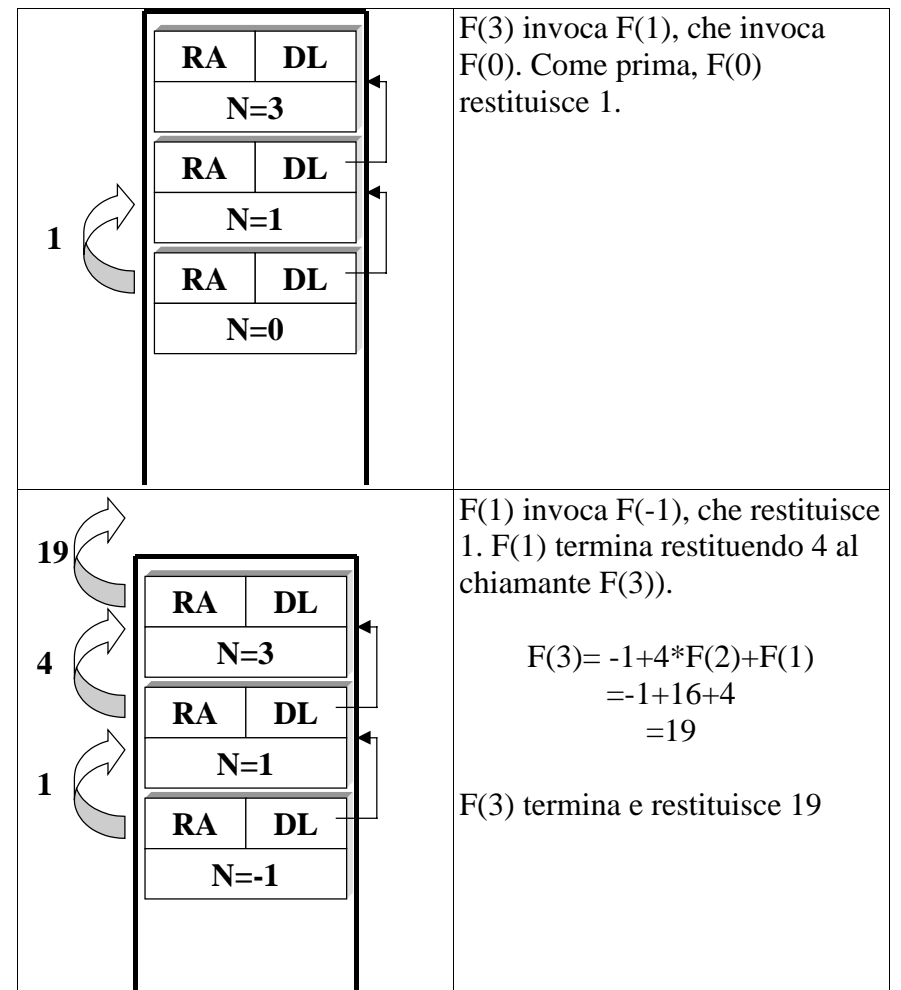 RA DL
N=3
RA DL
N=1
1
RA DL
N=0
F(3) invoca F(1), che invoca
F(0). Come prima, F(0)
restituisce 1.
19
RA DL
N=3
4
RA DL
N=1
1
RA DL
N=-1
F(1) invoca F(-1), che restituisce
1. F(1) termina restituendo 4 al
chiamante F(3)).
F(3)= -1+4*F(2)+F(1)
=-1+16+4
=19
F(3) termina e restituisce 19